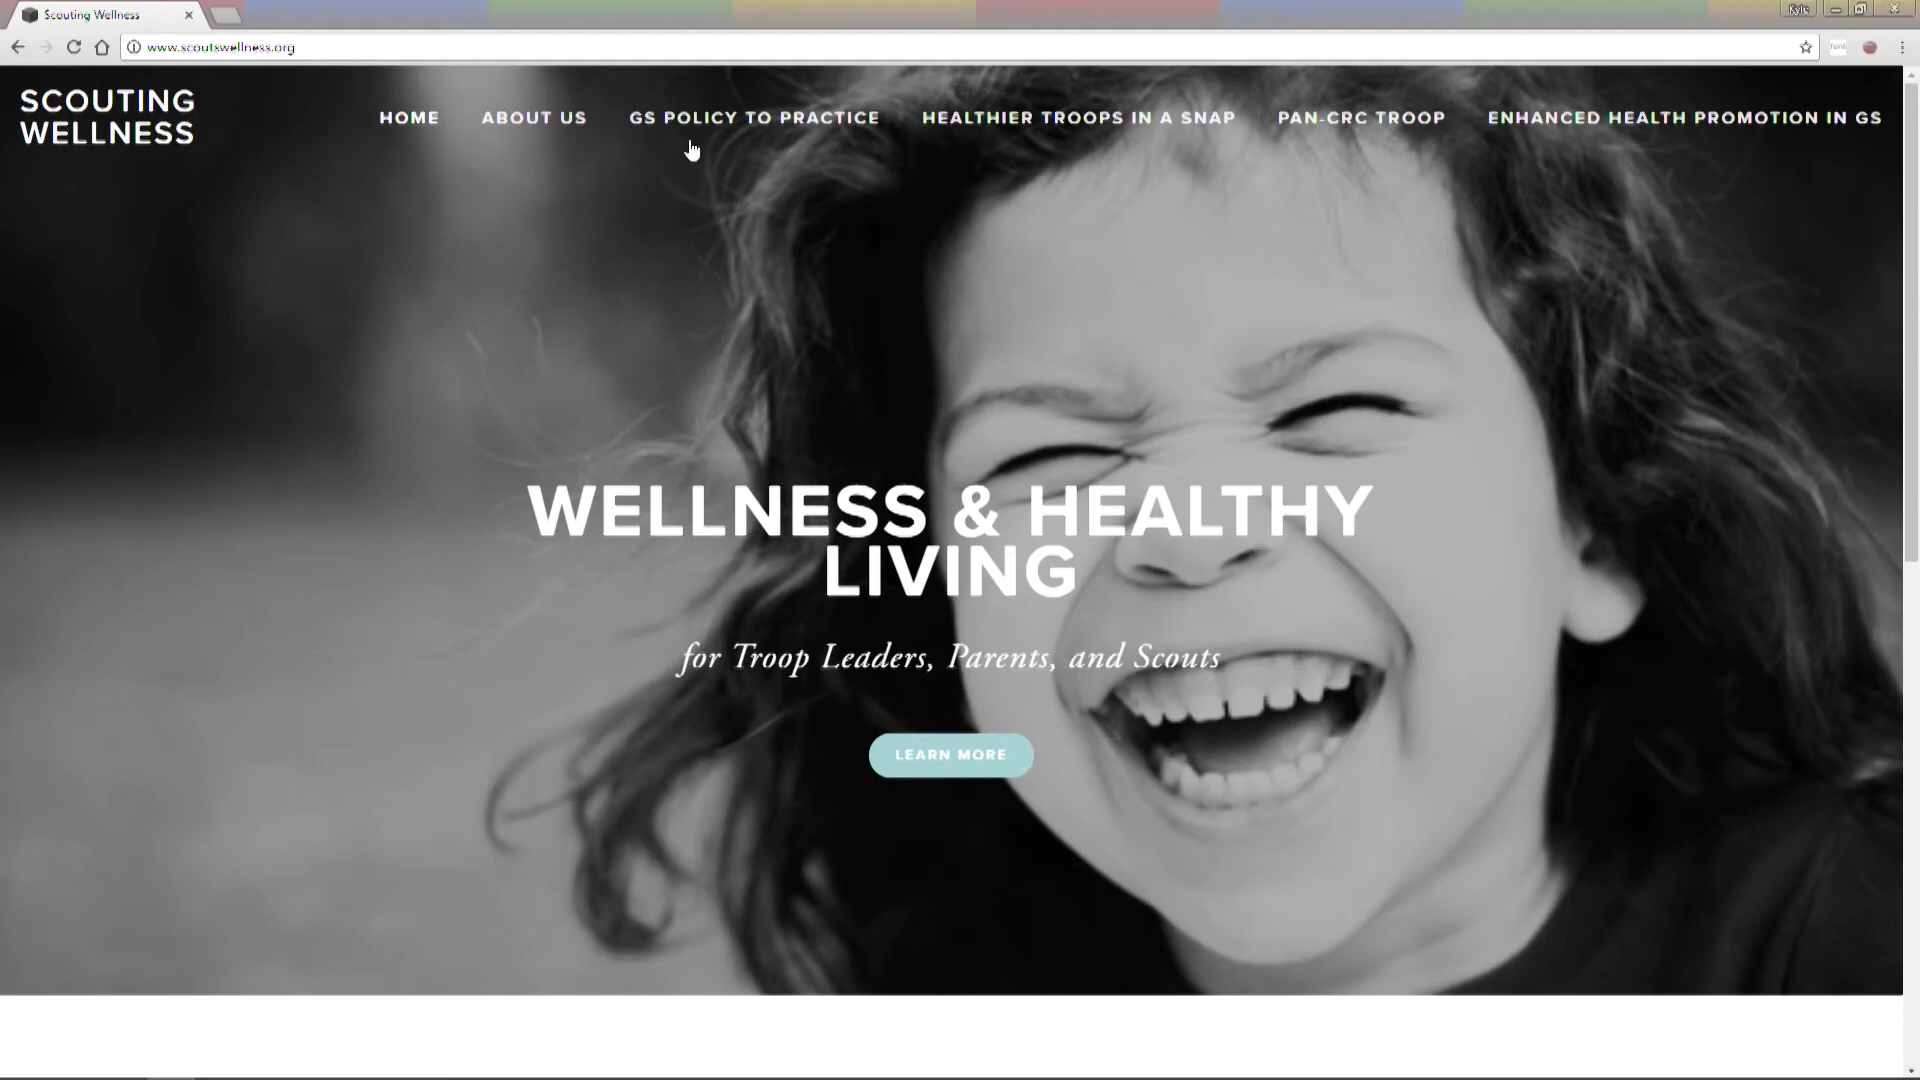 Scouting Wellness
Kyle
www.scoutswellness.org
SCOUTING
WELLNESS
HOME ABOUT US GS POLICY TO PRACTICE HEALTHIER TROOPS IN A SNAP PAN-CRC TROOP ENHANCED HEALTH PROMOTION IN GS
WELLNESS & HEALTHY
LIVING
for Troop Leaders, Parents, and Scouts
LEARN MORE